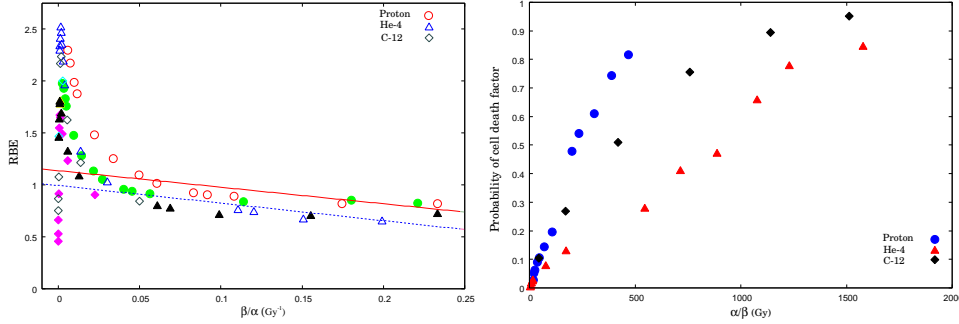 Proton
He-4
C-12
RBE
2.5
2
1.5
1
0.5
0
0 0.05 0.1 0.15 0.2 0.25
β/α (Gy⁻¹)
Probability of cell death factor
1
0.9
0.8
0.7
0.6
0.5
0.4
0.3
0.2
0.1
0
0 500 1000 1500 200
α/β (Gy)
Proton
He-4
C-12